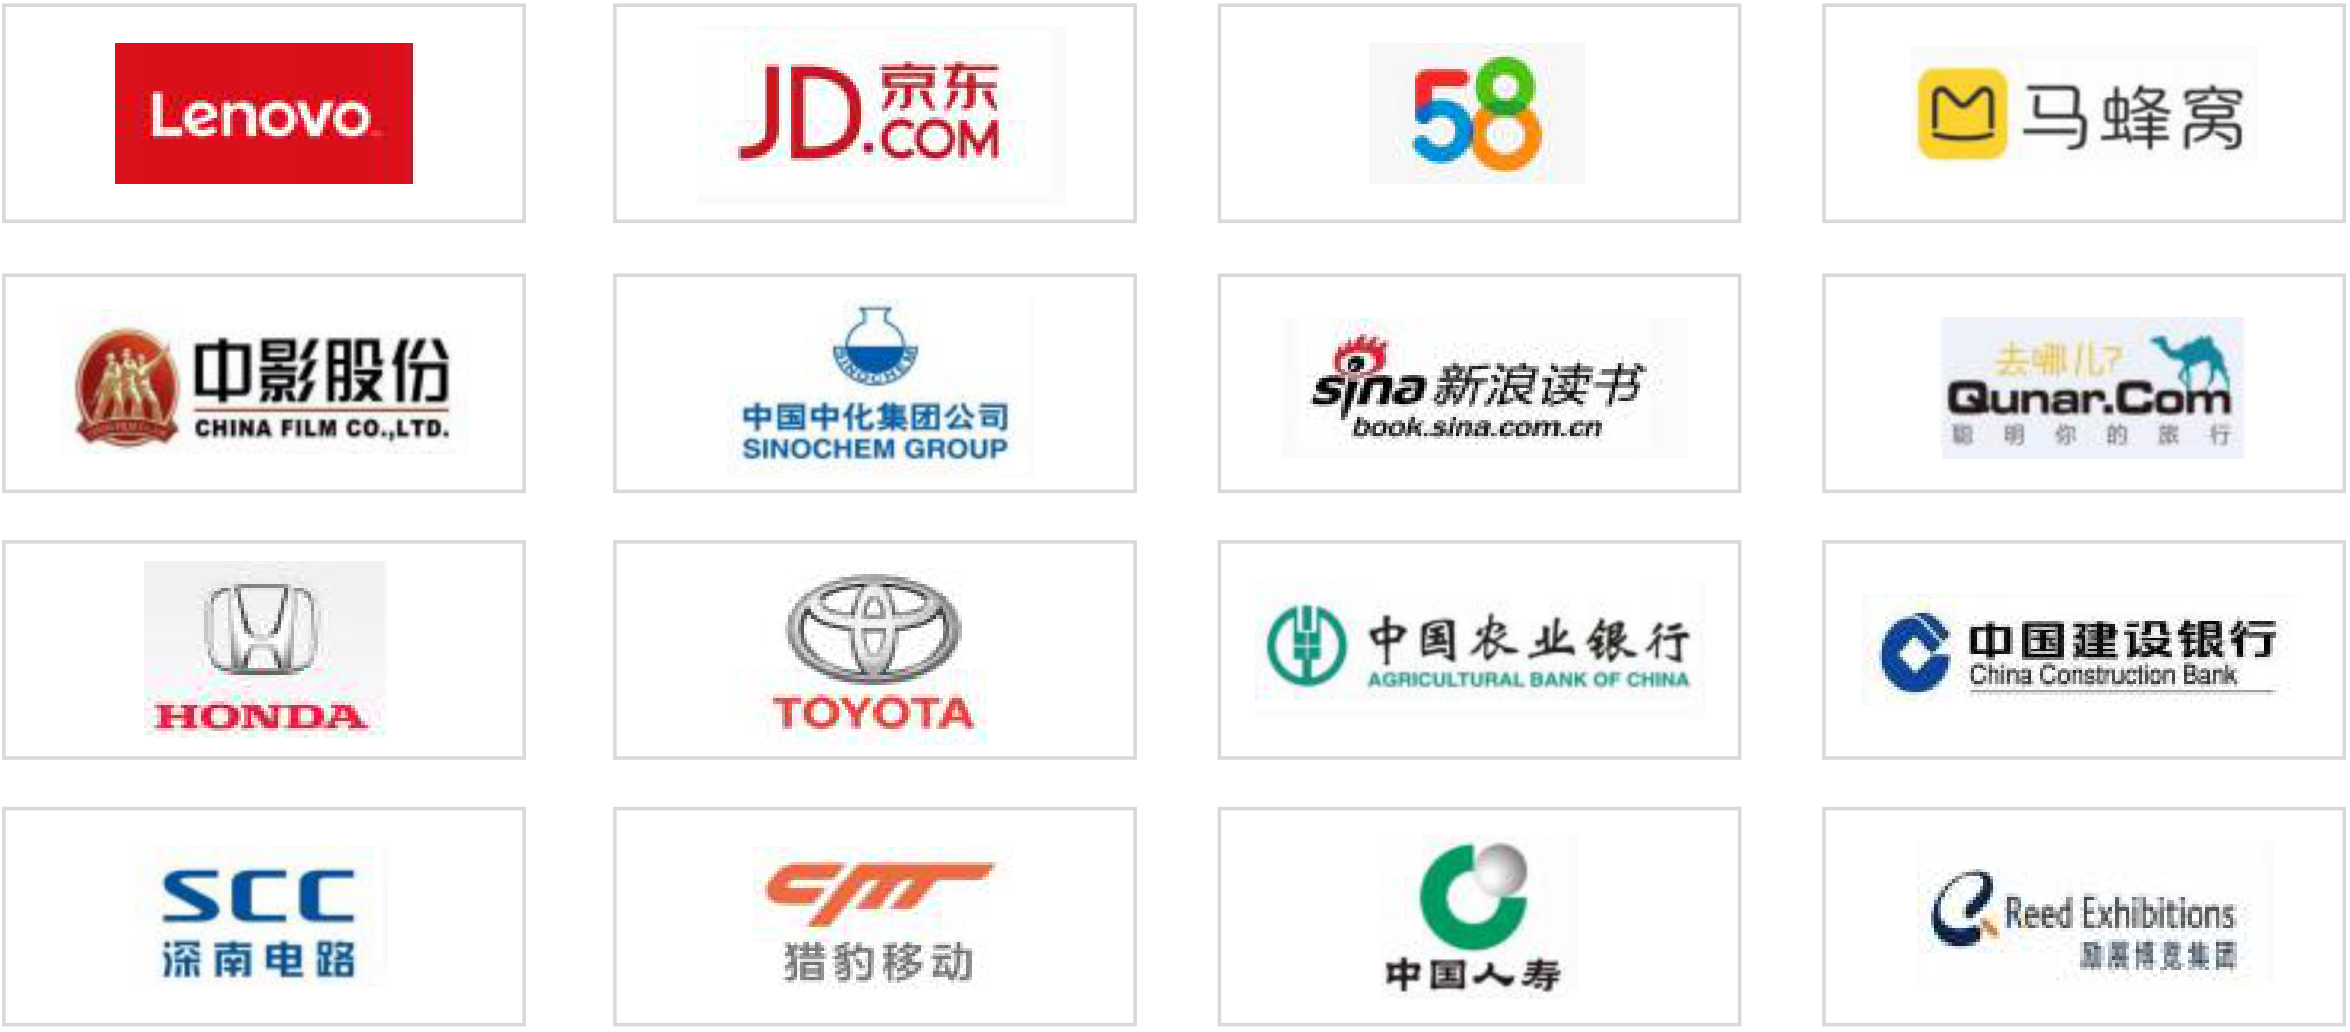 Lenovo
JD.京东
.COM
58
马蜂窝
中影股份
CHINA FILM CO.,LTD.
SINOCHEM
中国中化集团公司
SINOCHEM GROUP
sina 新浪读书
book.sina.com.cn
去哪儿?
Qunar.Com
聪明你的旅行
HONDA
TOYOTA
中国农业银行
AGRICULTURAL BANK OF CHINA
中国建设银行
China Construction Bank
SCC
深南电路
cm
猎豹移动
中国人寿
Reed Exhibitions
励展博览集团